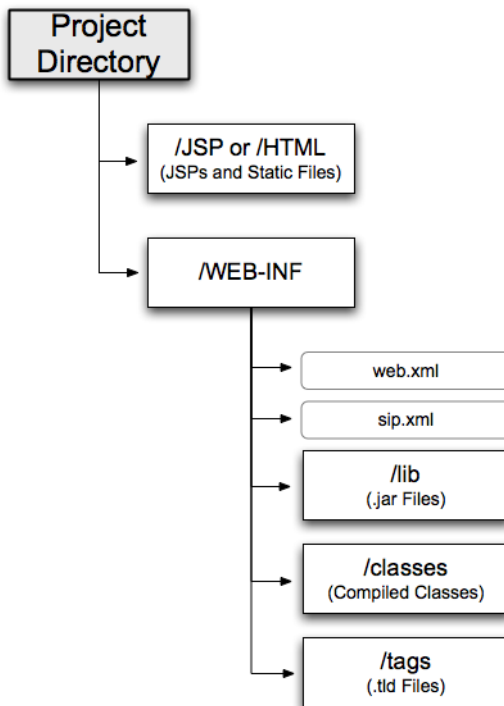 Project
Directory
/JSP or /HTML
(JSPs and Static Files)
/WEB-INF
web.xml
sip.xml
/lib
(.jar Files)
/classes
(Compiled Classes)
/tags
(.tld Files)